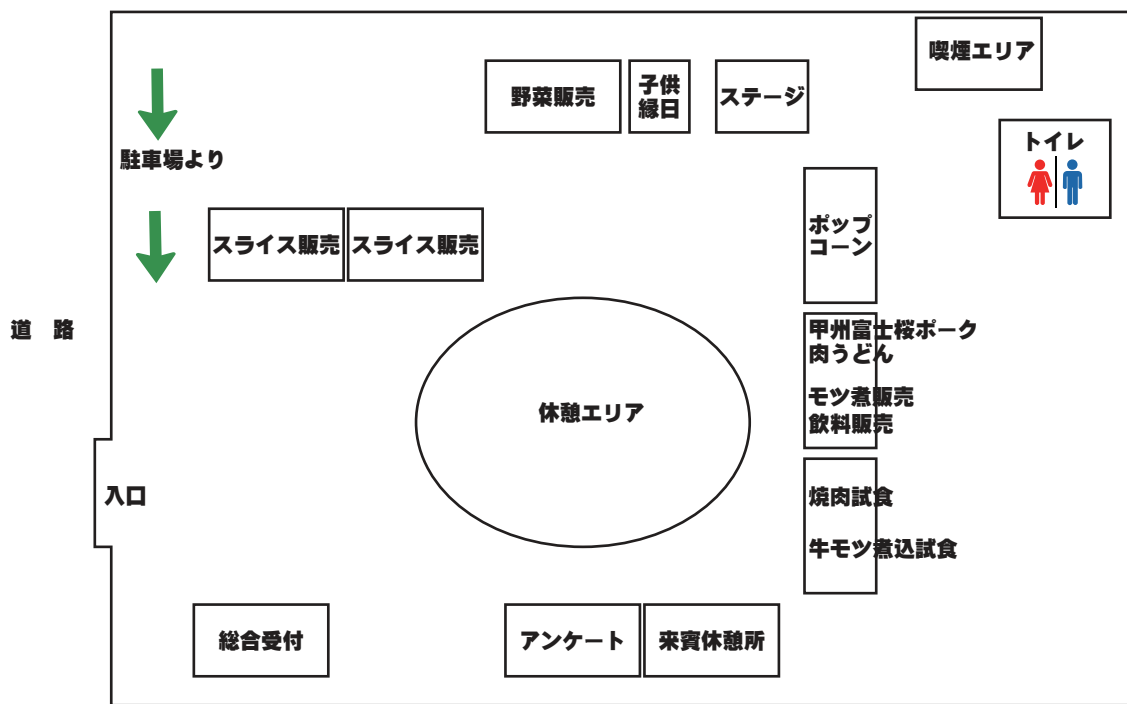 喫煙エリア
野菜販売
子供
縁日
ステージ
トイレ
駐車場より
スライス販売
スライス販売
ポップ
コーン
道　路
甲州富士桜ポーク
肉うどん
モツ煮販売
飲料販売
休憩エリア
入口
焼肉試食
牛モツ煮込試食
総合受付
アンケート
来賓休憩所